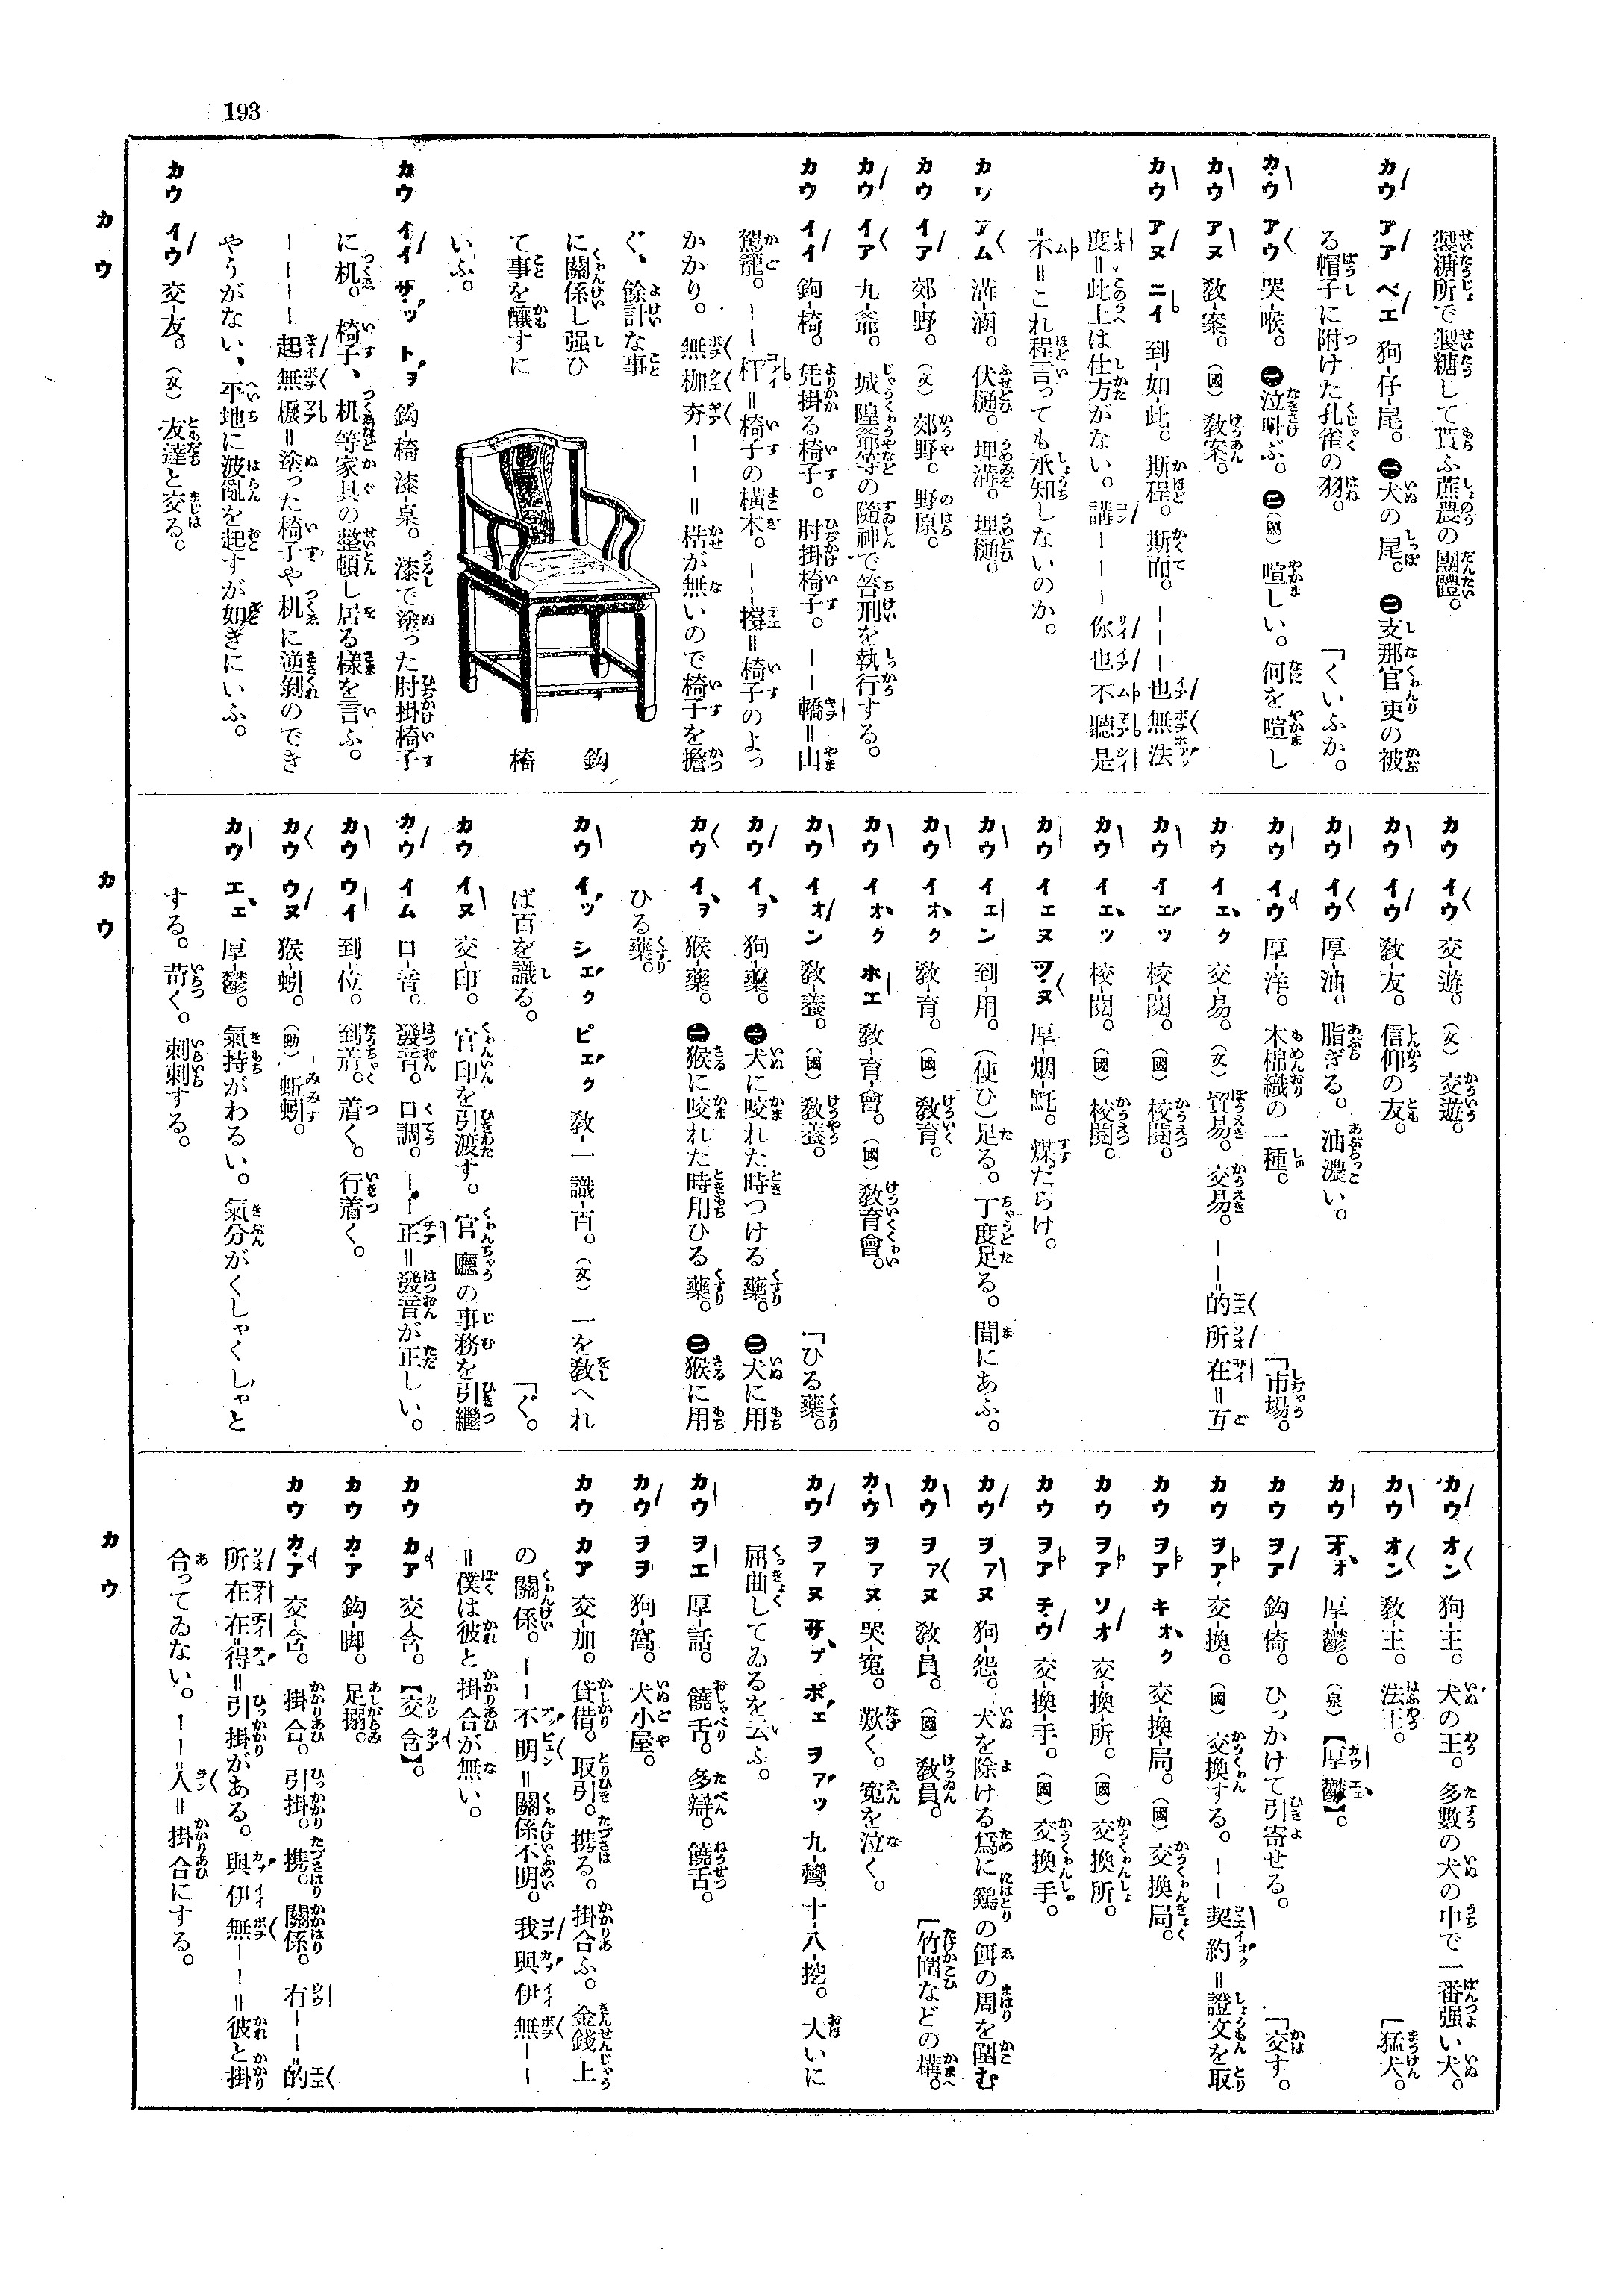 193
製糖所で製糖して貰ふ蔗農の團體。
カウ アア ベエ 狗-仔-尾。㊀犬の尾。㊁支那官吏の被
る帽子に附けた孔雀の羽。「くいふか。
カ・ウ アウ 哭-喉。㊀泣叫ぶ。㊁(國)喧しい。何を喧し
カウ アヌ 教-案。(國)教案。
カウ アヌ ニイ 到-如-此。斯程。斯而。———也無法
度=此上は仕方がない。講———你也不聽是
不=これ程言っても承知しないのか。
カウ アム 溝-涵。伏樋。埋溝。埋樋。
カウ イア 郊-野。(文)郊野。野原。
カウ イア 九-爺。城隍爺等の隨神で笞刑を執行する。
カウ イイ 鉤-椅。凭掛る椅子。肘掛椅子。——轎=山
駕籠。——杆=椅子の橫木。——㨻=椅子のよっ
かかり。無枷夯——=梏が無いので椅子を擔
ぐ、餘計な事
に關係し强ひ
て事を釀すに
いふ。
鈎
椅
カウ イイ サ・ッ トヲ 鈎-椅 漆-桌。漆で塗った肘掛椅子
に机。椅子、机等家具の整頓し居る樣を言ふ。
————起無櫬=塗った椅子や机に逆剝のでき
やうがない、平地に波亂を起すが如きにいふ。
カウ イウ 交-友。(文)友達と交る。
カウ
カウ イウ 交-遊。(文)交遊。
カウ イウ 教-友。信仰の友。
カウ イウ 厚-油。脂ぎる。油濃い。
カウ イウ 厚-洋。木棉織の一種。「市場。
カウ イェク 交-易。(文)貿易。交易。——=的所在=互
カウ イェッ 校-閱。(國)校閱。
カウ イェッ 校-閱。(國)校閱。
カウ イェヌ ツ・ヌ 厚-烟-黗。煤だらけ。
カウ イェン 到-用。(使ひ)足る。丁度足る。間にあふ。
カウ イオク 教-育。(國)教育。
カウ イオク ホエ 教-育-會。(國)教育會。
カウ イオン 教-養。(國)教養。「ひる藥。
カウ イヲ 狗-藥。㊀犬に咬れた時つける藥。㊁犬に用
カウ イヲ 猴-藥。㊀猴に咬れた時用ひる藥。㊁猴に用
ひる藥。
カウ イッ シェク ピェク 教-一 識-百。(文)一を教へれ
ば百を識る。「ぐ。
カウ イヌ 交-印。官印を引渡す。官廳の事務を引繼
カ・ウ イム 口-音。發音。口調。——正=發音が正しい。
カウ ウイ 到-位。到着。着く。行着く。
カウ ウヌ 猴-蚓。(動)蚯蚓。
カウ エェ 厚-鬱。氣持がわるい。氣分がくしゃくしゃと
する。苛く。刺刺する。
カウ
カウ オン 狗-王。犬の王。多數の犬の中で一番强い犬。
カウ オン 教-王。法王。「猛犬。
カウ オォ 厚-鬱。(泉)【厚鬱】。
カウ ヲア 鈎-倚。ひっかけて引寄せる。「交す。
カウ ヲア 交-換。(國)交換する。——契約=證文を取
カウ ヲア キオク 交-換-局。(國)交換局。
カウ ヲア ソオ 交-換-所。(國)交換所。
カウ ヲア チ・ウ 交-換-手。(國)交換手。
カウ ヲァヌ 狗-怨。犬を除ける爲に鷄の餌の周を圍む
カウ ヲァヌ 教-員。(國)教員。「竹圍などの構。
カ・ウ ヲァヌ 哭-寃。歎く。寃を泣く。
カウ ヲァヌ サ・プ ポェ ヲァッ 九-彎 十-八-挖。大いに
屈曲してゐるを云ふ。
カウ ヲエ 厚-話。饒舌。多辯。饒舌。
カウ ヲヲ 狗-窩。犬小屋。
カウ カア 交-加。貸借。取引。携る。掛合ふ。金錢上
の關係。——不明=關係不明。我與伊無——
=僕は彼と掛合が無い。
カウ カア 交-含。【交含】。
カウ カ・ア 鈎-脚。足搦。
カウ カ・ア 交-含。掛合。引掛。携。關係。有——=的
所在在得=引掛がある。與伊無——=彼と掛
合ってゐない。——=人=掛合にする。
カウ